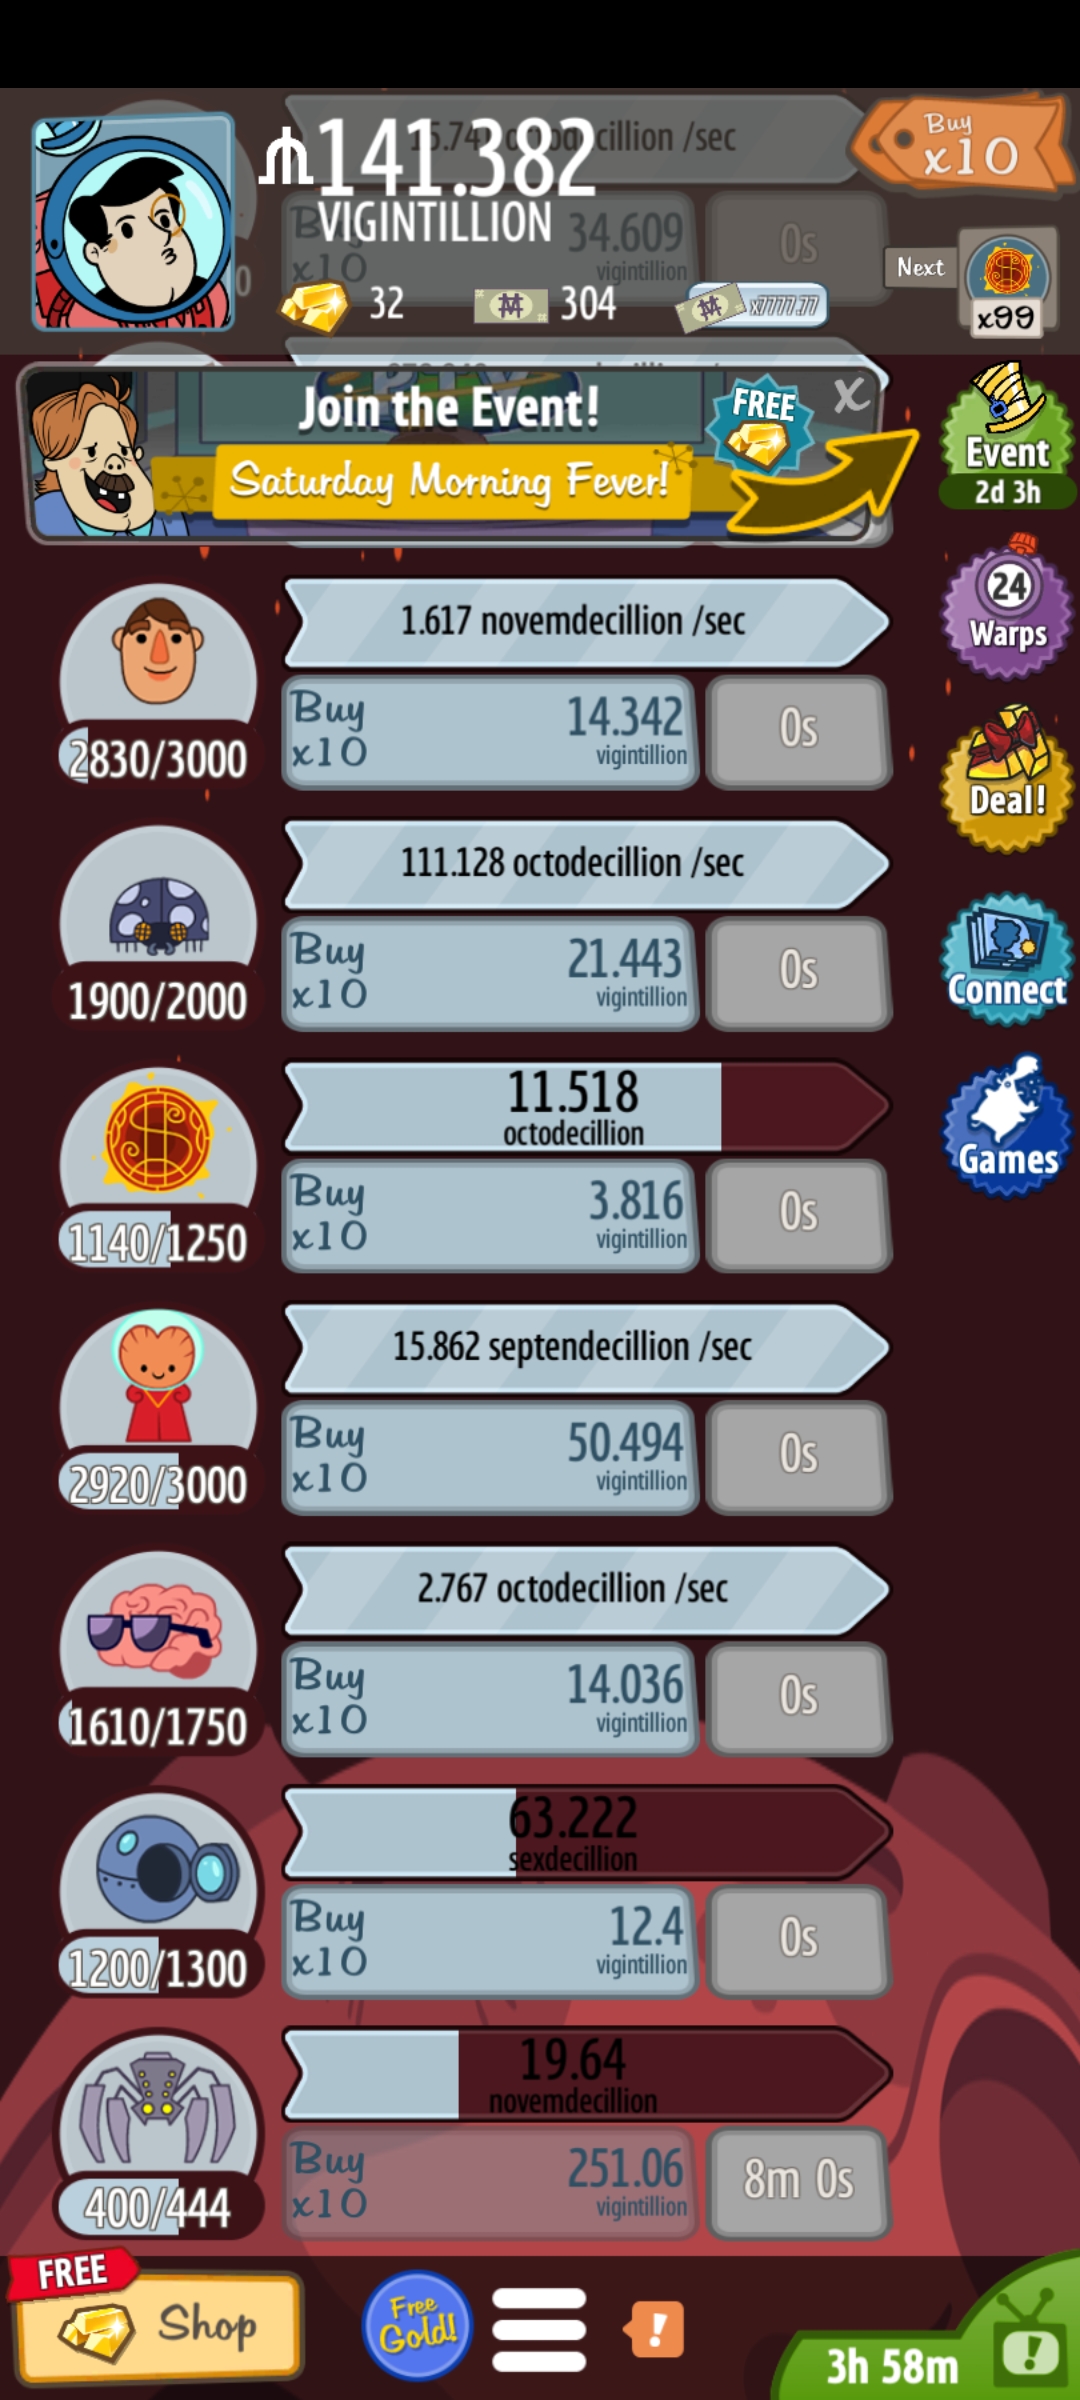 141.382
VIGINTILLION
octodecillion /sec
Buy
x10
Buy
x10
34.609
vigintillion
0s
Next
x99
32
304
x7777.77
Join the Event!
Saturday Morning Fever!
FREE
X
Event
2d 3h
1.617 novemdecillion /sec
Buy
x10
14.342
vigintillion
0s
2830/3000
24
Warps
111.128 octodecillion /sec
Buy
x10
21.443
vigintillion
0s
1900/2000
Deal!
11.518
octodecillion
Buy
x10
3.816
vigintillion
0s
1140/1250
Connect
Games
15.862 septendecillion /sec
Buy
x10
50.494
vigintillion
0s
2920/3000
2.767 octodecillion /sec
Buy
x10
14.036
vigintillion
0s
1610/1750
63.222
sexdecillion
Buy
x10
12.4
vigintillion
0s
1200/1300
19.64
novemdecillion
Buy
x10
251.06
vigintillion
8m 0s
400/444
FREE
Shop
Free
Gold!
!
3h 58m
!